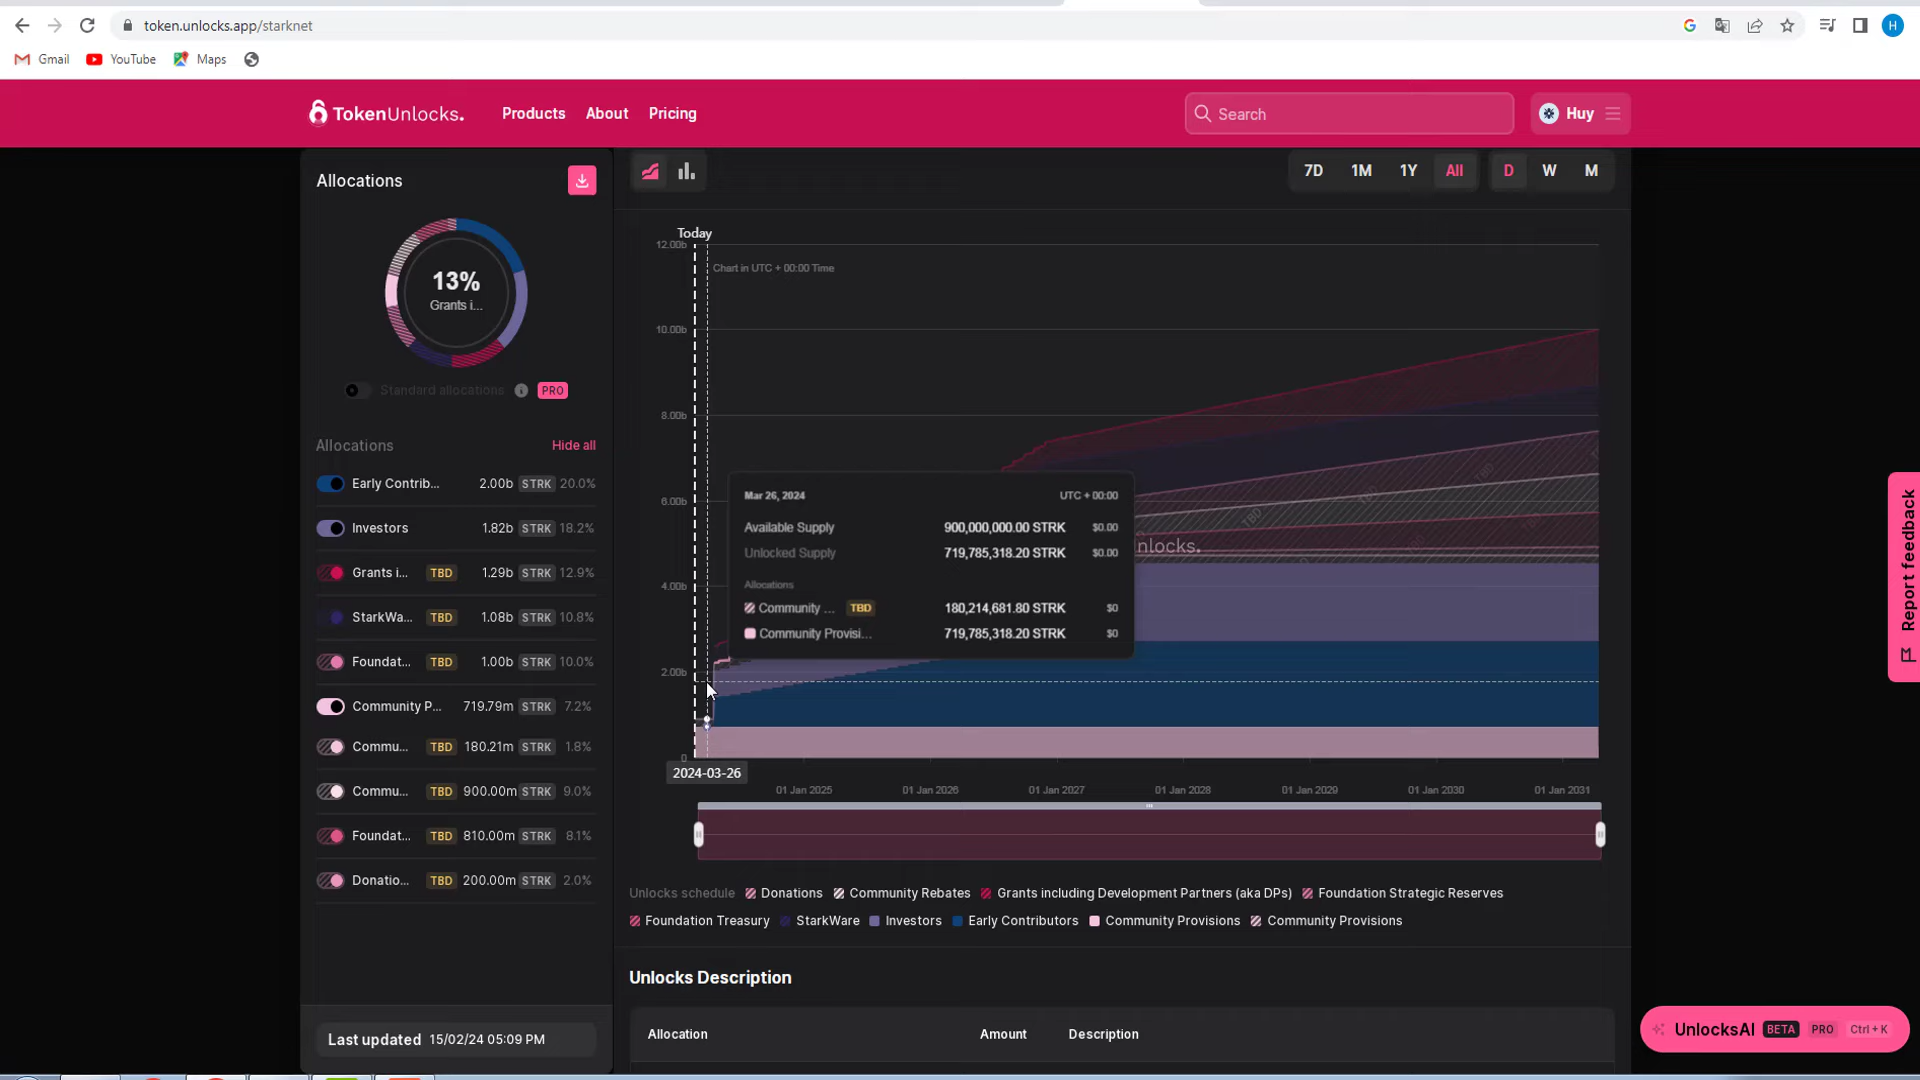 token.unlocks.app/starknet
H
Gmail YouTube Maps
TokenUnlocks. Products About Pricing Search Huy
Allocations
7D 1M 1Y All D W M
13%
Grants i...
Standard allocations PRO
Allocations Hide all
Early Contrib... 2.00b STRK 20.0%
Investors 1.82b STRK 18.2%
Grants i... TBD 1.29b STRK 12.9%
StarkWa... TBD 1.08b STRK 10.8%
Foundat... TBD 1.00b STRK 10.0%
Community P... 719.79m STRK 7.2%
Commu... TBD 180.21m STRK 1.8%
Commu... TBD 900.00m STRK 9.0%
Foundat... TBD 810.00m STRK 8.1%
Donatio... TBD 200.00m STRK 2.0%
Last updated 15/02/24 05:09 PM
Today
12.00b
Chart in UTC + 00:00 Time
10.00b
8.00b
6.00b
4.00b
2.00b
0
Mar 26, 2024 UTC + 00:00
Available Supply 900,000,000.00 STRK $0.00
Unlocked Supply 719,785,318.20 STRK $0.00
Allocations
Community ... TBD 180,214,681.80 STRK $0
Community Provisi... 719,785,318.20 STRK $0
nlocks.
TBD
TBD
TBD
TBD
TBD
2024-03-26
01 Jan 2025 01 Jan 2026 01 Jan 2027 01 Jan 2028 01 Jan 2029 01 Jan 2030 01 Jan 2031
Unlocks schedule Donations Community Rebates Grants including Development Partners (aka DPs) Foundation Strategic Reserves
Foundation Treasury StarkWare Investors Early Contributors Community Provisions Community Provisions
Unlocks Description
Allocation Amount Description
Report feedback
UnlocksAI BETA PRO Ctrl + K